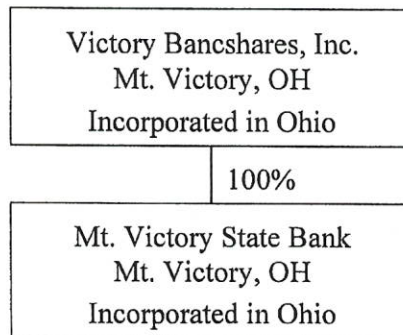 Victory Bancshares, Inc.
Mt. Victory, OH
Incorporated in Ohio
100%
Mt. Victory State Bank
Mt. Victory, OH
Incorporated in Ohio